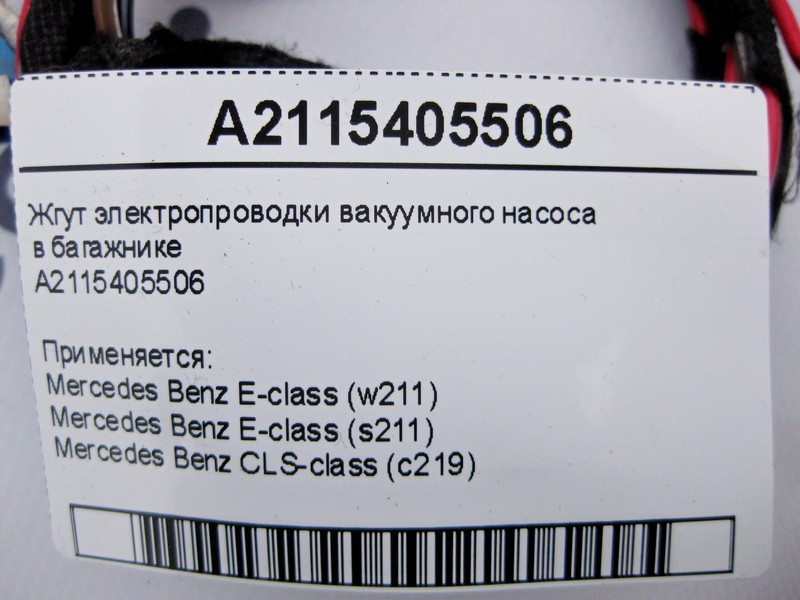 A2115405506
Жгут электропроводки вакуумного насоса
в багажнике
A2115405506
Применяется:
Mercedes Benz E-class (w211)
Mercedes Benz E-class (s211)
Mercedes Benz CLS-class (c219)